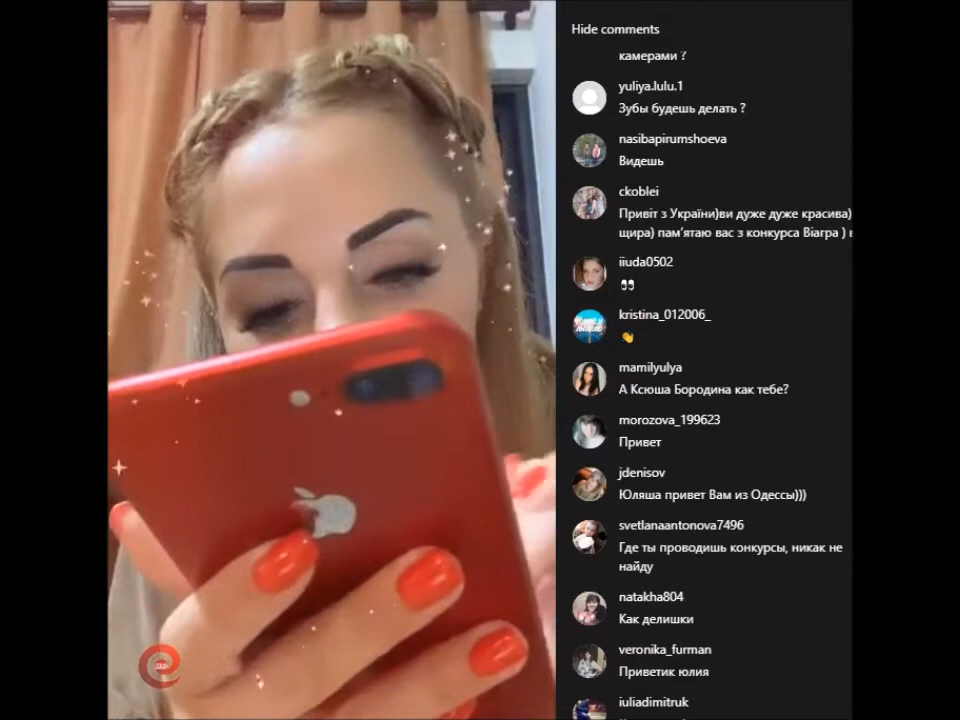 Hide comments
камерами ?
yuliya.lulu.1
Зубы будешь делать ?
nasibapirumshoeva
Видешь
ckoblei
Привіт з України)ви дуже дуже красива)
щира) пам'ятаю вас з конкурса Віагра )
iiuda0502
kristina_012006_
mamilyulya
А Ксюша Бородина как тебе?
morozova_199623
Привет
jdenisov
Юляша привет Вам из Одессы)))
svetlanaantonova7496
Где ты проводишь конкурсы, никак не
найду
natakha804
Как делишки
veronika_furman
Приветик юлия
iuliadimitruk